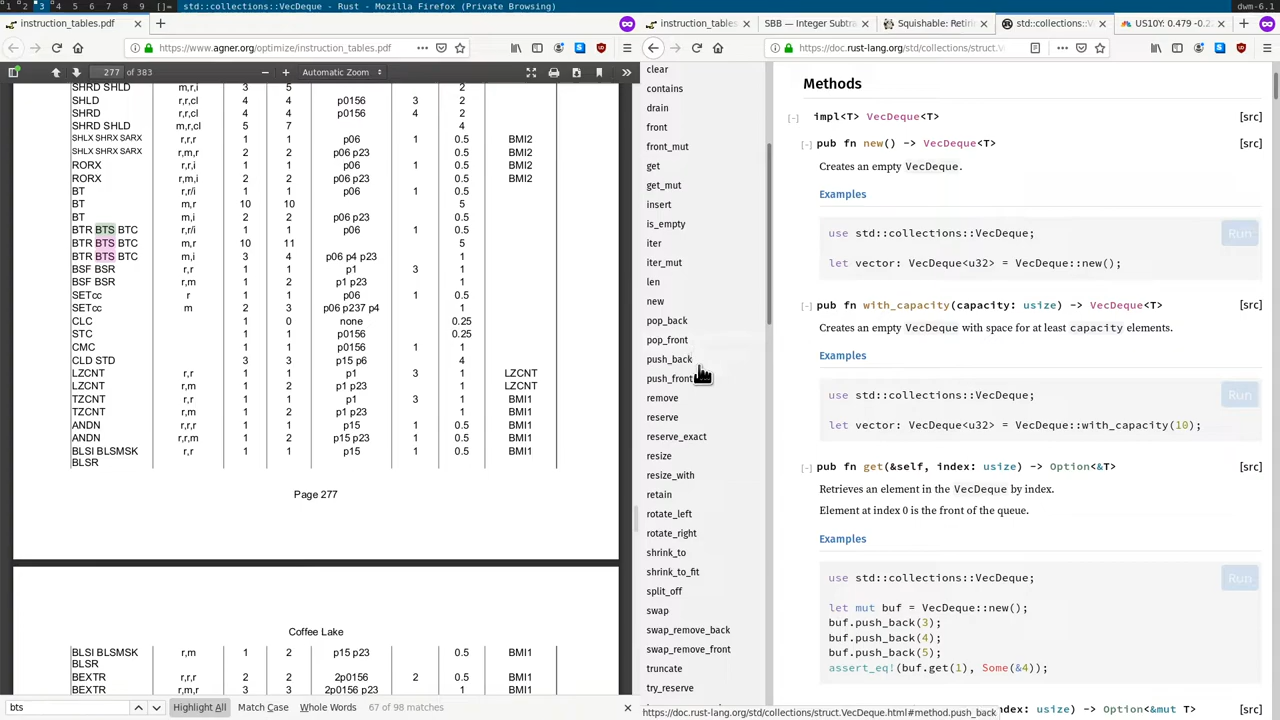 1 2 3 4 5 6 7 8 9 []= std::collections::VecDeque - Rust - Mozilla Firefox (Private Browsing) dwm-6.1
instruction_tables.pdf
https://www.agner.org/optimize/instruction_tables.pdf
277 of 383
Automatic Zoom
SHRD SHLD m,r,i 3 5 2
SHLD r,r,cl 4 4 p0156 3 2
SHRD r,r,cl 4 4 p0156 4 2
SHRD SHLD m,r,cl 5 7 4
SHLX SHRX SARX r,r,r 1 1 p06 1 0.5 BMI2
SHLX SHRX SARX r,m,r 2 2 p06 p23 0.5 BMI2
RORX r,r,i 1 1 p06 1 0.5 BMI2
RORX r,m,i 2 2 p06 p23 0.5 BMI2
BT r,r/i 1 1 p06 1 0.5
BT m,r 10 10 5
BT m,i 2 2 p06 p23 0.5
BTR BTS BTC r,r/i 1 1 p06 1 0.5
BTR BTS BTC m,r 10 11 5
BTR BTS BTC m,i 3 4 p06 p4 p23 1
BSF BSR r,r 1 1 p1 3 1
BSF BSR r,m 1 2 p1 p23 1
SETcc r 1 1 p06 1 0.5
SETcc m 2 3 p06 p237 p4 1
CLC 1 0 none 0.25
STC 1 1 p0156 0.25
CMC 1 1 p0156 1 1
CLD STD 3 3 p15 p6 4
LZCNT r,r 1 1 p1 3 1 LZCNT
LZCNT r,m 1 2 p1 p23 1 LZCNT
TZCNT r,r 1 1 p1 3 1 BMI1
TZCNT r,m 1 2 p1 p23 1 BMI1
ANDN r,r,r 1 1 p15 1 0.5 BMI1
ANDN r,r,m 1 2 p15 p23 1 0.5 BMI1
BLSI BLSMSK r,r 1 1 p15 1 0.5 BMI1
BLSR
Page 277
Coffee Lake
BLSI BLSMSK r,m 1 2 p15 p23 0.5 BMI1
BLSR
BEXTR r,r,r 2 2 2p0156 2 0.5 BMI1
BEXTR r,m,r 3 3 2p0156 p23 1 BMI1
bts Highlight All Match Case Whole Words 67 of 98 matches
instruction_tables SBB — Integer Subtra Squishable: Retiri std::collections::V US10Y: 0.479 -0.2
https://doc.rust-lang.org/std/collections/struct.V
clear
contains
drain
front
front_mut
get
get_mut
insert
is_empty
iter
iter_mut
len
new
pop_back
pop_front
push_back
push_front
remove
reserve
reserve_exact
resize
resize_with
retain
rotate_left
rotate_right
shrink_to
shrink_to_fit
split_off
swap
swap_remove_back
swap_remove_front
truncate
try_reserve
Methods
[-] impl<T> VecDeque<T> [src]
[-] pub fn new() -> VecDeque<T> [src]
Creates an empty VecDeque.
Examples
use std::collections::VecDeque; Run
let vector: VecDeque<u32> = VecDeque::new();
[-] pub fn with_capacity(capacity: usize) -> VecDeque<T> [src]
Creates an empty VecDeque with space for at least capacity elements.
Examples
use std::collections::VecDeque; Run
let vector: VecDeque<u32> = VecDeque::with_capacity(10);
[-] pub fn get(&self, index: usize) -> Option<&T> [src]
Retrieves an element in the VecDeque by index.
Element at index 0 is the front of the queue.
Examples
use std::collections::VecDeque; Run
let mut buf = VecDeque::new();
buf.push_back(3);
buf.push_back(4);
buf.push_back(5);
assert_eq!(buf.get(1), Some(&4));
index: usize) -> Option<&mut T> [src]
https://doc.rust-lang.org/std/collections/struct.VecDeque.html#method.push_back